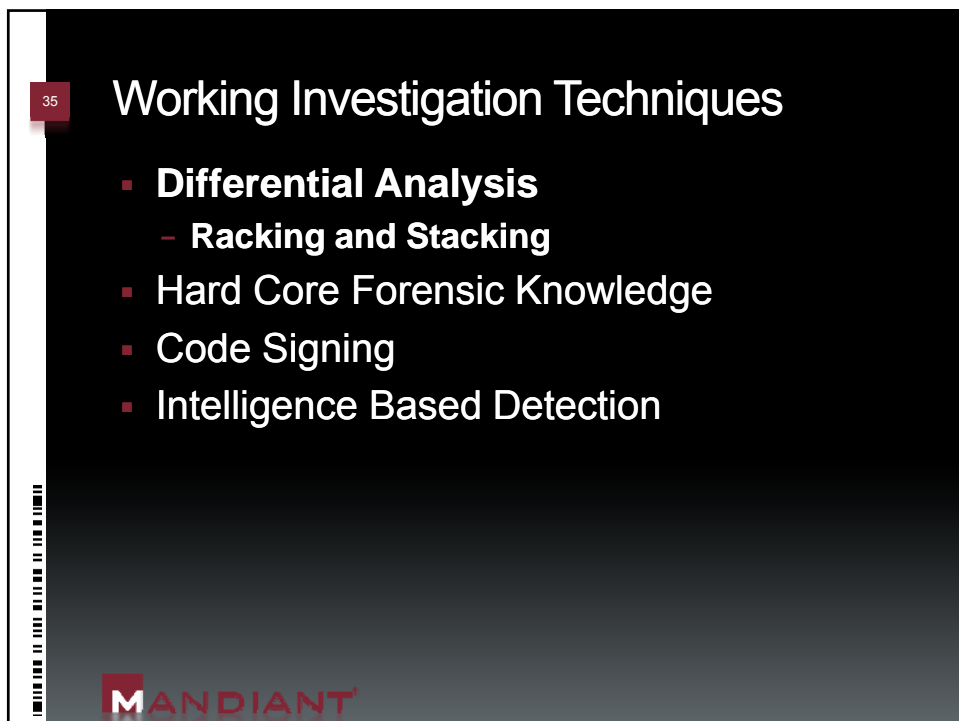 35
Working Investigation Techniques
Differential Analysis
– Racking and Stacking
Hard Core Forensic Knowledge
Code Signing
Intelligence Based Detection
MANDIANT